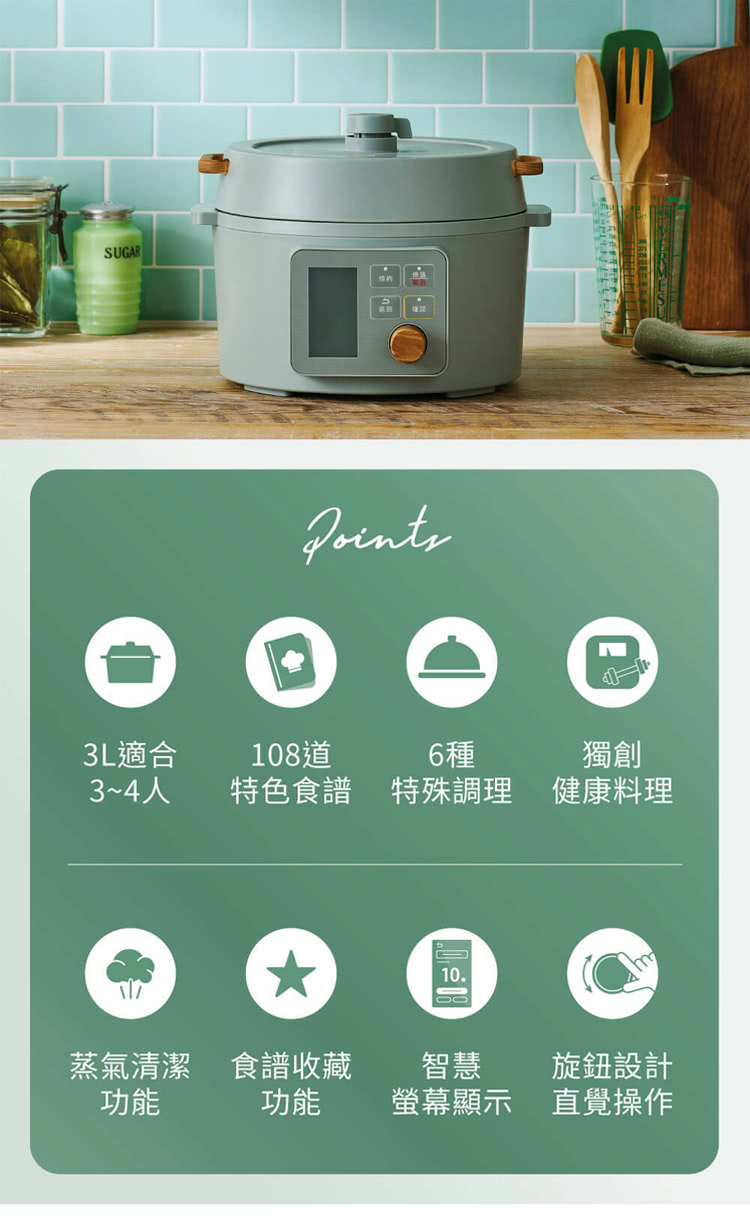 SUGAR
預約
保溫
取消
返回
確認
VERMESU
Points
3L適合
3~4人
108道
特色食譜
6種
特殊調理
獨創
健康料理
10
蒸氣清潔
功能
食譜收藏
功能
智慧
螢幕顯示
旋鈕設計
直覺操作